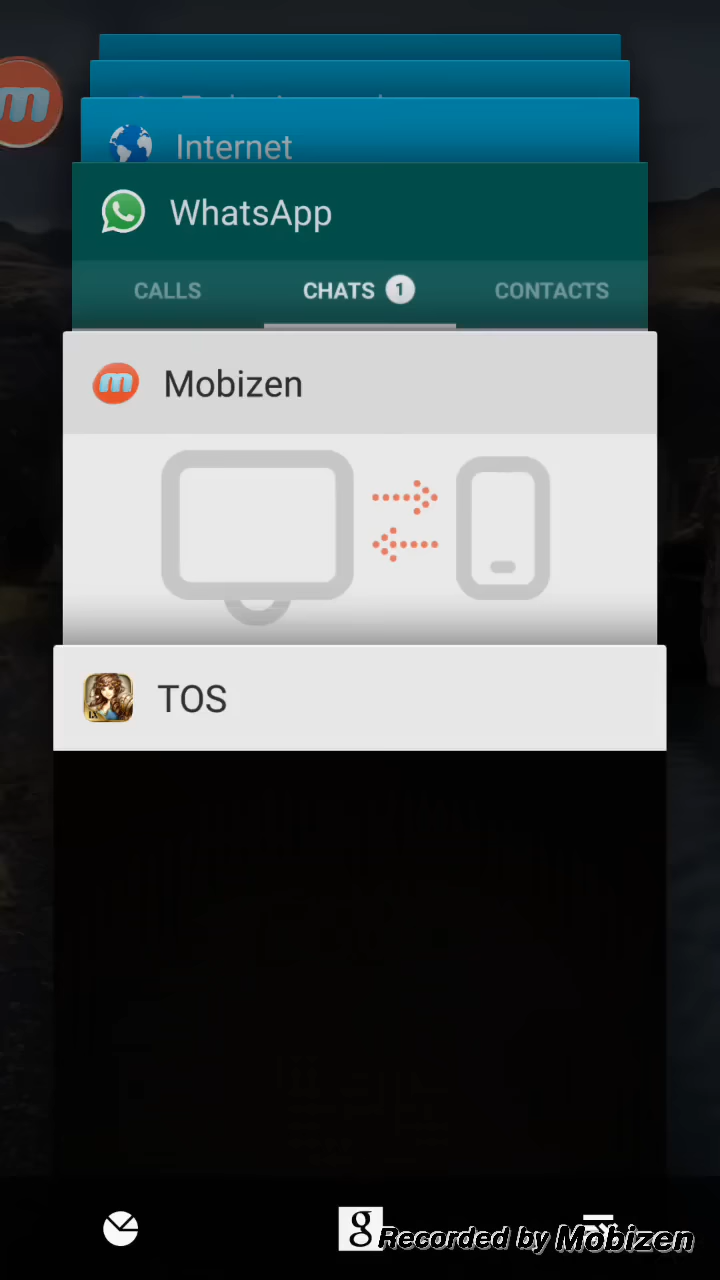 Internet
WhatsApp
CALLS CHATS 1 CONTACTS
Mobizen
TOS
g
Recorded by Mobizen